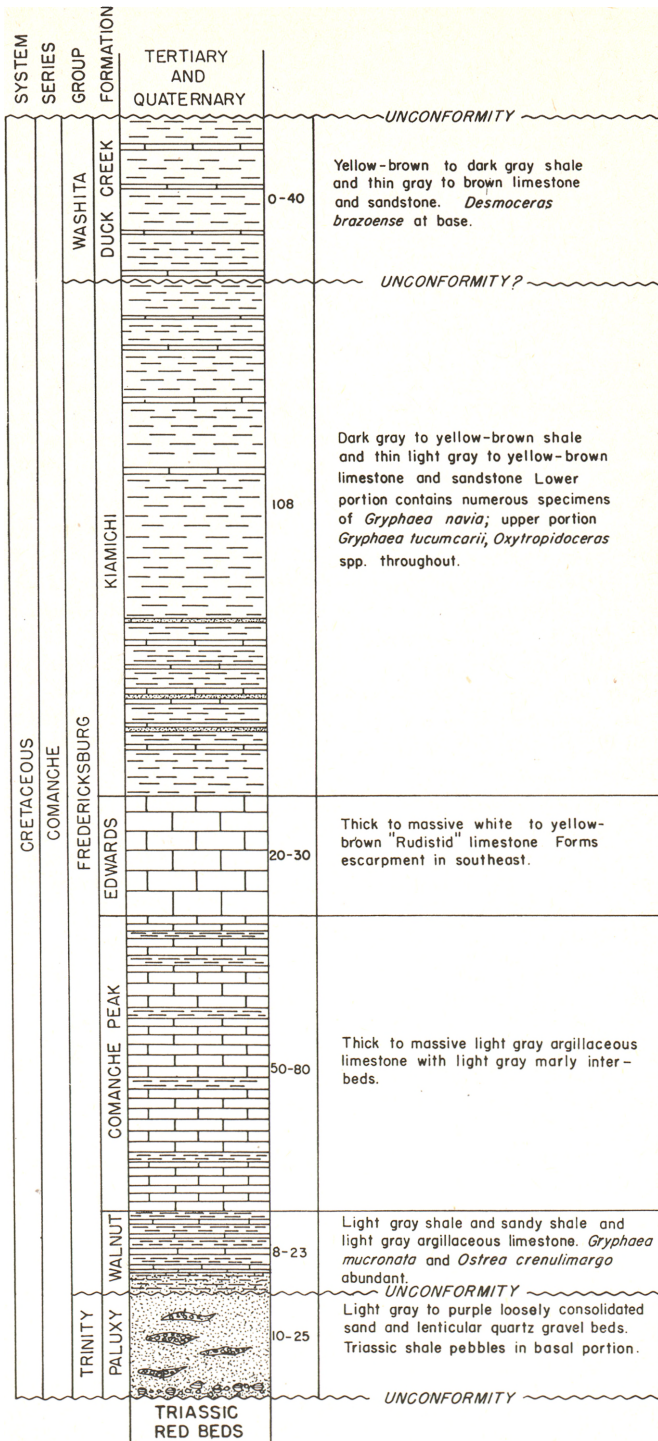 SYSTEM
SERIES
GROUP
FORMATION
TERTIARY
AND
QUATERNARY
UNCONFORMITY
CRETACEOUS
COMANCHE
WASHITA
DUCK CREEK
0-40
Yellow-brown to dark gray shale
and thin gray to brown limestone
and sandstone. Desmoceras
brazoense at base.
UNCONFORMITY?
FREDERICKSBURG
KIAMICHI
108
Dark gray to yellow-brown shale
and thin light gray to yellow-brown
limestone and sandstone Lower
portion contains numerous specimens
of Gryphaea navia; upper portion
Gryphaea tucumcarii, Oxytropidoceras
spp. throughout.
EDWARDS
20-30
Thick to massive white to yellow-
brown "Rudistid" limestone Forms
escarpment in southeast.
COMANCHE PEAK
50-80
Thick to massive light gray argillaceous
limestone with light gray marly inter-
beds.
WALNUT
8-23
Light gray shale and sandy shale and
light gray argillaceous limestone. Gryphaea
mucronata and Ostrea crenulimargo
abundant.
UNCONFORMITY
TRINITY
PALUXY
10-25
Light gray to purple loosely consolidated
sand and lenticular quartz gravel beds.
Triassic shale pebbles in basal portion.
UNCONFORMITY
TRIASSIC
RED BEDS